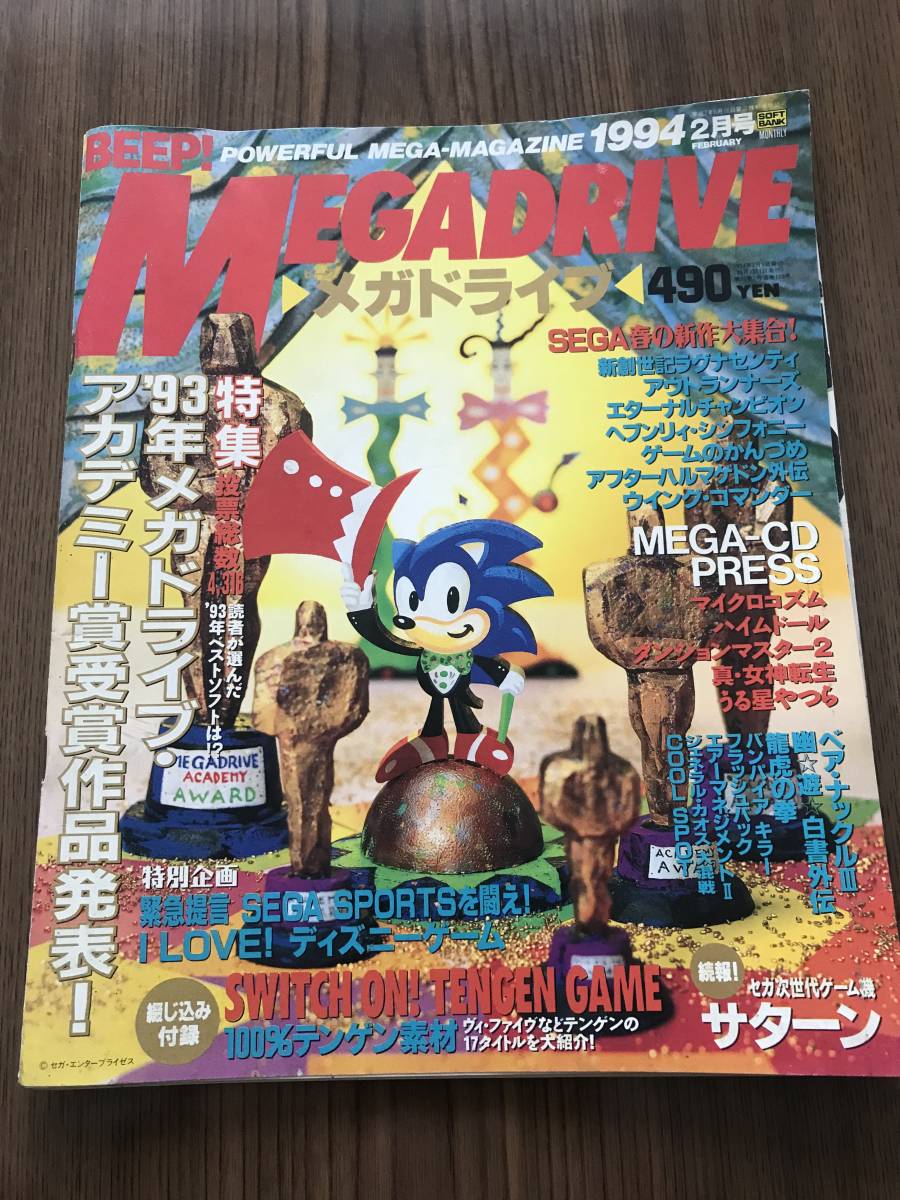 BEEP! POWERFUL MEGA-MAGAZINE 1994 2月号
FEBRUARY
SOFT
BANK
MONTHLY
MEGADRIVE
メガドライブ
490 YEN
SEGA春の新作大集合!
新創世記ラグナセンティ
アウトランナーズ
エターナルチャンピオン
ヘブンリィ・シンフォニー
ゲームのかんづめ
アフターハルマゲドン外伝
ウイング・コマンダー
MEGA-CD
PRESS
マイクロコズム
ハイムドール
ダンジョンマスター2
真・女神転生
うる星やつら
ベア・ナックルⅢ
幽☆遊☆白書外伝
龍虎の拳
バンパイア キラー
フラッシュバック
エアーマネジメントⅡ
ジェネラル・カオス大混戦
COOL SPOT
特集
投票総数
4,316
'93年メガドライブ・
アカデミー賞受賞作品発表!
読者が選んだ
'93年ベストソフトは!?
MEGADRIVE
ACADEMY
AWARD
特別企画
緊急提言 SEGA SPORTSを闘え!
I LOVE! ディズニーゲーム
綴じ込み
付録
SWITCH ON! TENGEN GAME
100%テンゲン素材
ヴィ・ファイヴなどテンゲンの
17タイトルを大紹介!
続報!
セガ次世代ゲーム機
サターン
© セガ・エンタープライゼス